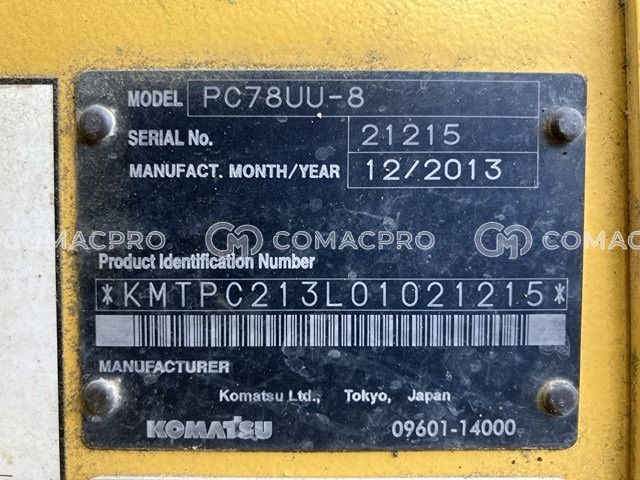 MODEL PC78UU-8
SERIAL No. 21215
MANUFACT. MONTH/YEAR 12/2013
COMACPRO COMACPRO COMACPRO
Product Identification Number
*KMTPC213L01021215*
MANUFACTURER
Komatsu Ltd., Tokyo, Japan
KOMATSU 09601-14000